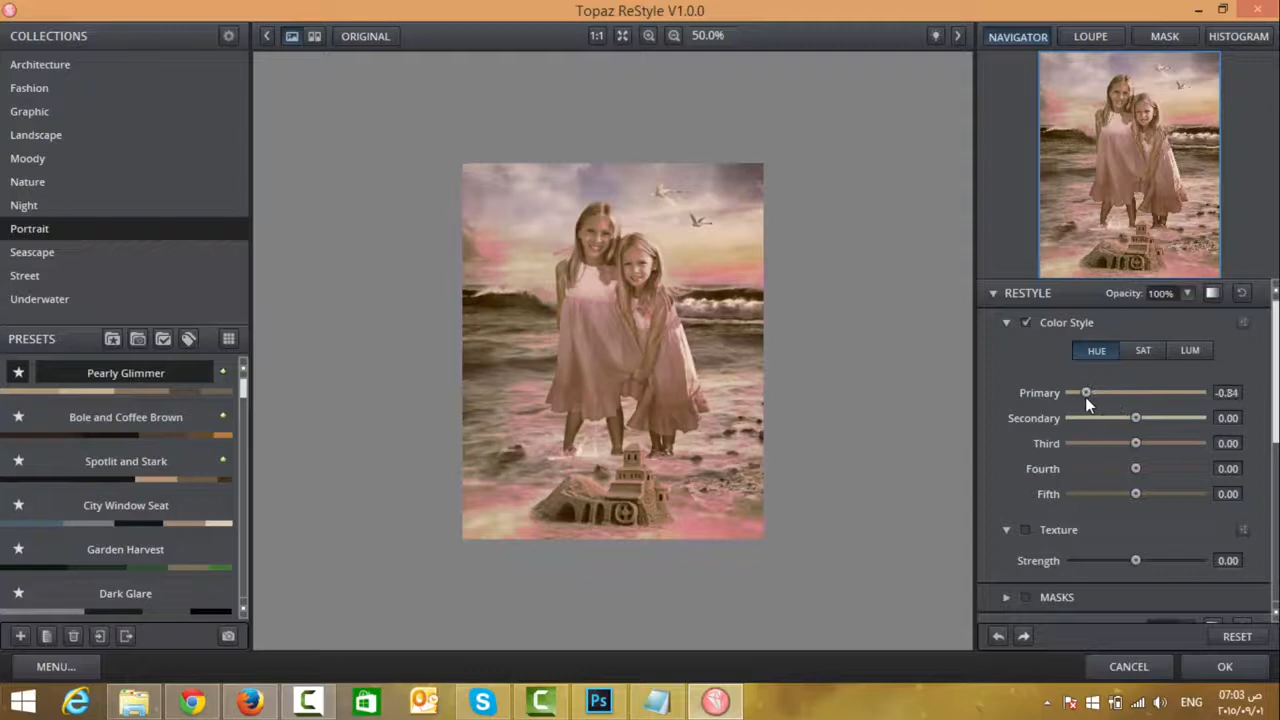 Topaz ReStyle V1.0.0
COLLECTIONS
ORIGINAL
1:1
50.0%
NAVIGATOR
LOUPE
MASK
HISTOGRAM
Architecture
Fashion
Graphic
Landscape
Moody
Nature
Night
Portrait
Seascape
Street
Underwater
PRESETS
Pearly Glimmer
Bole and Coffee Brown
Spotlit and Stark
City Window Seat
Garden Harvest
Dark Glare
RESTYLE
Opacity: 100%
Color Style
HUE
SAT
LUM
Primary -0.84
Secondary 0.00
Third 0.00
Fourth 0.00
Fifth 0.00
Texture
Strength 0.00
MASKS
RESET
MENU...
CANCEL
OK
Ps
ENG
07:03 ص
٢٠١٥/٠٩/٠١